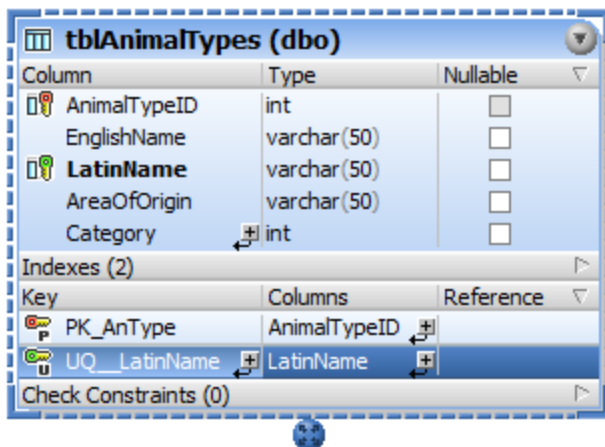 tblAnimalTypes (dbo)
Column Type Nullable
AnimalTypeID int
EnglishName varchar(50)
LatinName varchar(50)
AreaOfOrigin varchar(50)
Category int
Indexes (2)
Key Columns Reference
P PK_AnType AnimalTypeID
U UQ__LatinName LatinName
Check Constraints (0)